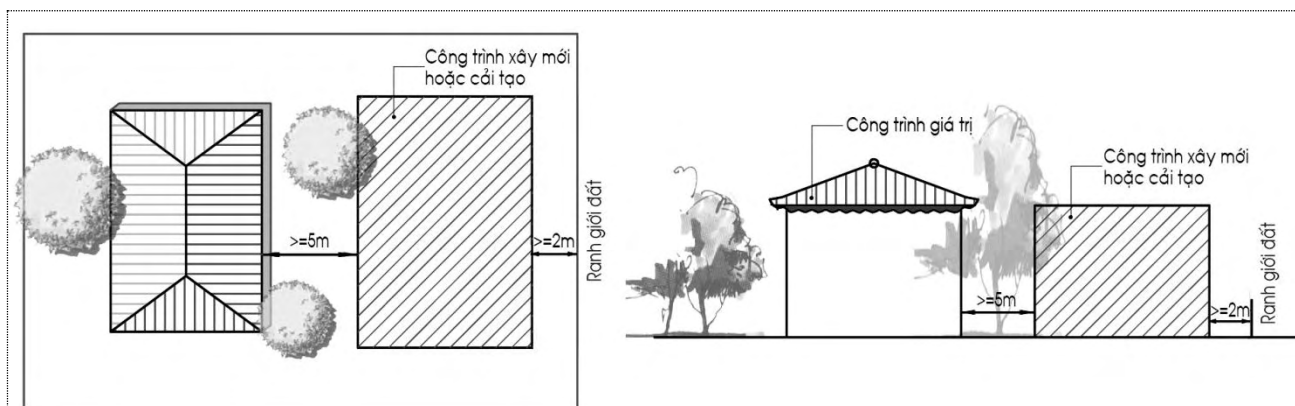 Công trình xây mới
hoặc cải tạo
>=5m
>=2m
Ranh giới đất
Công trình giá trị
Công trình xây mới
hoặc cải tạo
>=5m
>=2m
Ranh giới đất